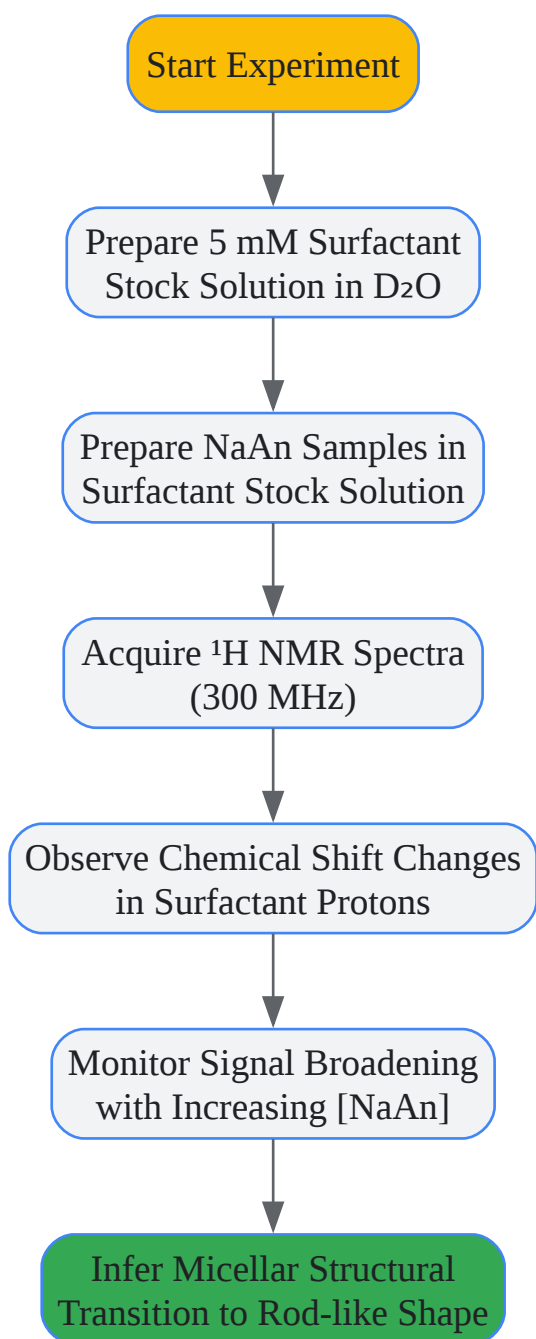 Start Experiment
Prepare 5 mM Surfactant
Stock Solution in D₂O
Prepare NaAn Samples in
Surfactant Stock Solution
Acquire ¹H NMR Spectra
(300 MHz)
Observe Chemical Shift Changes
in Surfactant Protons
Monitor Signal Broadening
with Increasing [NaAn]
Infer Micellar Structural
Transition to Rod-like Shape